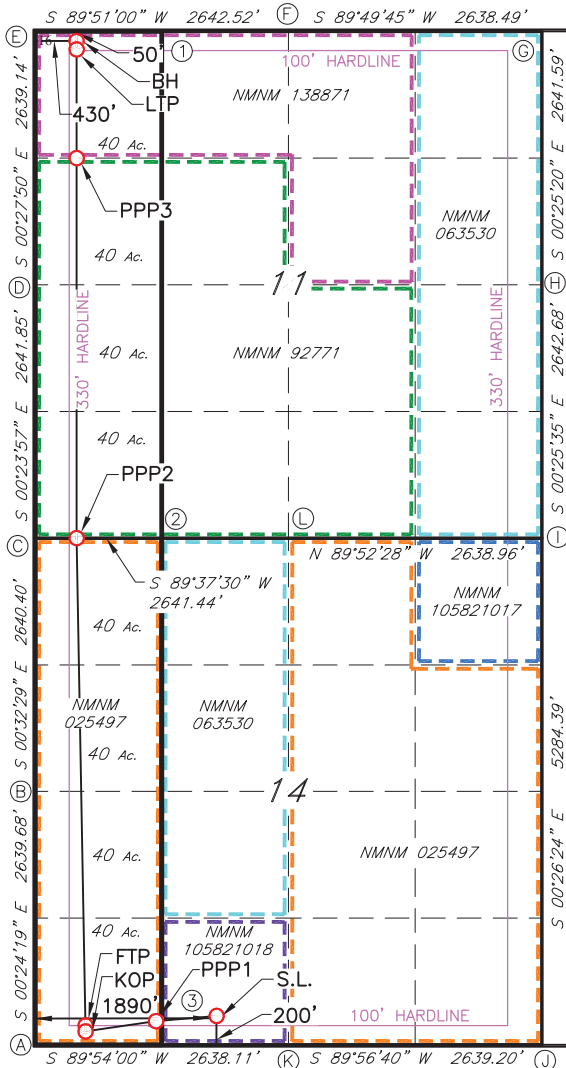 S 89°51'00" W 2642.52'
F
S 89°49'45" W 2638.49'
E
50'
1
G
BH
100' HARDLINE
LTP
430'
NMNM 138871
40 Ac.
S 00°27'50" E 2639.14'
S 00°25'20" E 2641.59'
PPP3
NMNM
063530
40 Ac.
11
D
H
330' HARDLINE
330' HARDLINE
40 Ac.
NMNM 92771
S 00°23'57" E 2641.85'
S 00°25'35" E 2642.68'
40 Ac.
PPP2
2
L
C
I
N 89°52'28" W 2638.96'
S 89°37'30" W
2641.44'
NMNM
105821017
40 Ac.
S 00°32'29" E 2640.40'
NMNM
025497
NMNM
063530
40 Ac.
B
14
S 00°26'24" E 5284.39'
40 Ac.
NMNM 025497
S 00°24'19" E 2639.68'
40 Ac.
NMNM
105821018
FTP
KOP
PPP1
S.L.
1890'
3
200'
100' HARDLINE
A
S 89°54'00" W 2638.11'
K
S 89°56'40" W 2639.20'
J